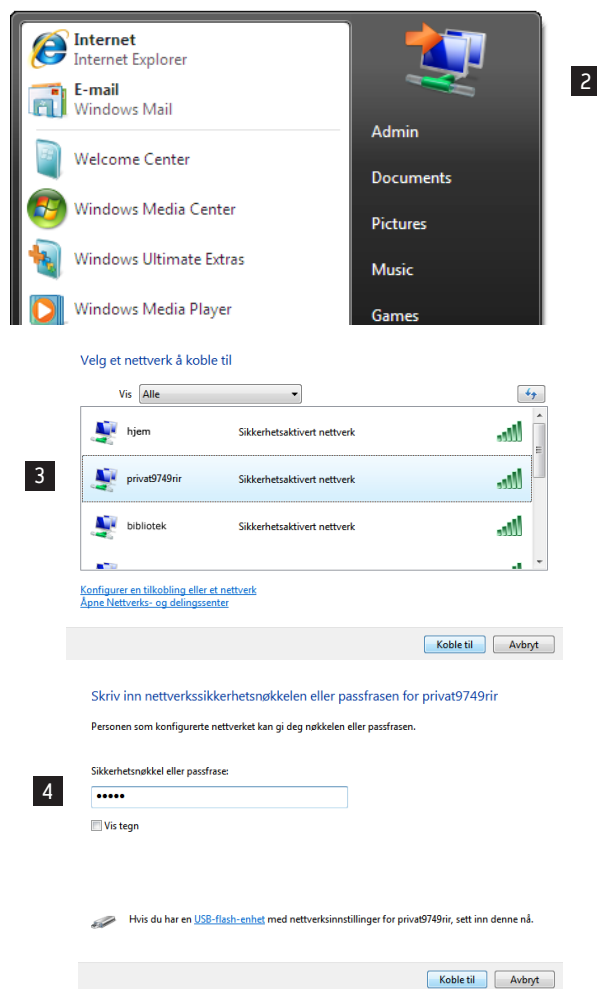 Internet
Internet Explorer
E-mail
Windows Mail
Welcome Center
Windows Media Center
Windows Ultimate Extras
Windows Media Player
Admin
Documents
Pictures
Music
Games
2
Velg et nettverk å koble til
Vis Alle
hjem Sikkerhetsaktivert nettverk
3
privat9749rir Sikkerhetsaktivert nettverk
bibliotek Sikkerhetsaktivert nettverk
Konfigurer en tilkobling eller et nettverk
Åpne Nettverks- og delingssenter
Koble til Avbryt
Skriv inn nettverkssikkerhetsnøkkelen eller passfrasen for privat9749rir
Personen som konfigurerte nettverket kan gi deg nøkkelen eller passfrasen.
Sikkerhetsnøkkel eller passfrase:
4
•••••
Vis tegn
Hvis du har en USB-flash-enhet med nettverksinnstillinger for privat9749rir, sett inn denne nå.
Koble til Avbryt